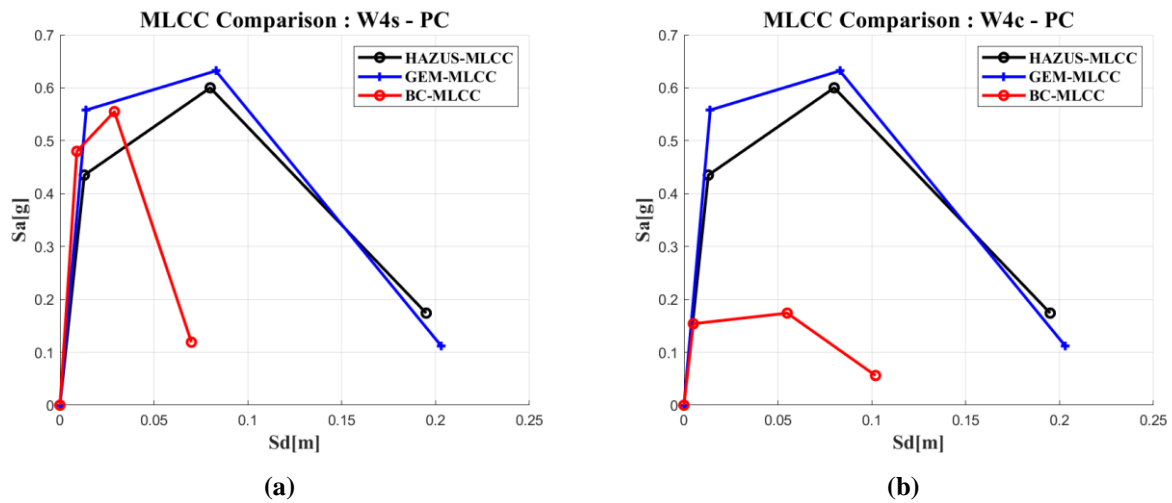 MLCC Comparison : W4s - PC
0.7
0.6
0.5
0.4
0.3
0.2
0.1
0
Sa[g]
HAZUS-MLCC
GEM-MLCC
BC-MLCC
0 0.05 0.1 0.15 0.2 0.25
Sd[m]
(a)
MLCC Comparison : W4c - PC
0.7
0.6
0.5
0.4
0.3
0.2
0.1
0
Sa[g]
HAZUS-MLCC
GEM-MLCC
BC-MLCC
0 0.05 0.1 0.15 0.2 0.25
Sd[m]
(b)